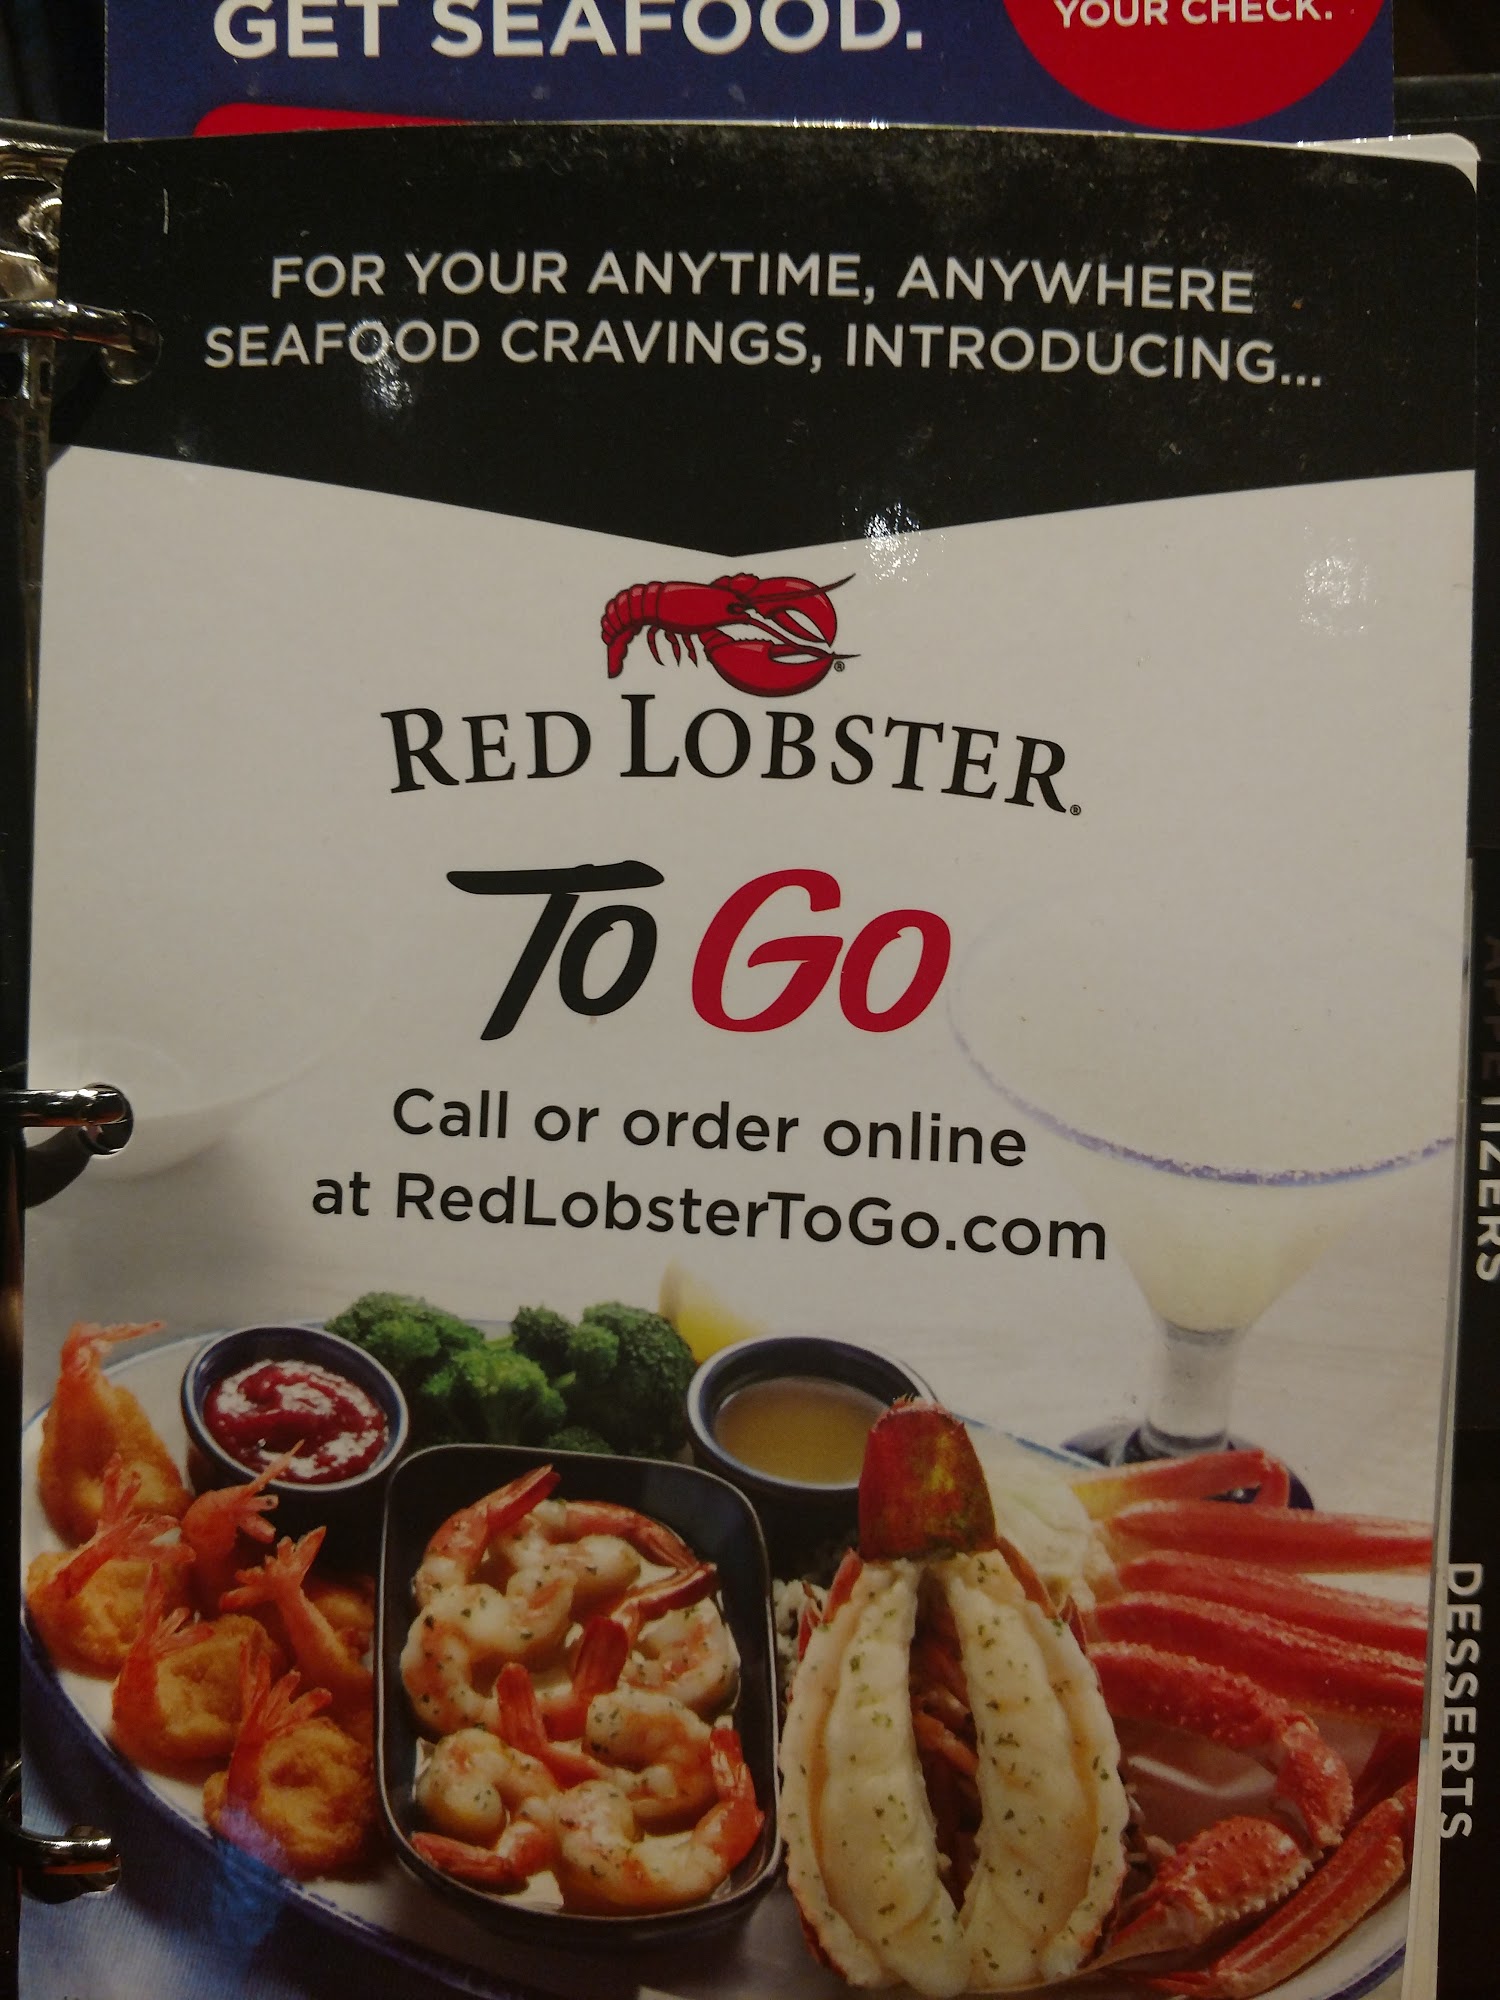 GET SEAFOOD.
YOUR CHECK.
FOR YOUR ANYTIME, ANYWHERE
SEAFOOD CRAVINGS, INTRODUCING...
RED LOBSTER®
TO GO
Call or order online
at RedLobsterToGo.com
APPETIZERS
DESSERTS